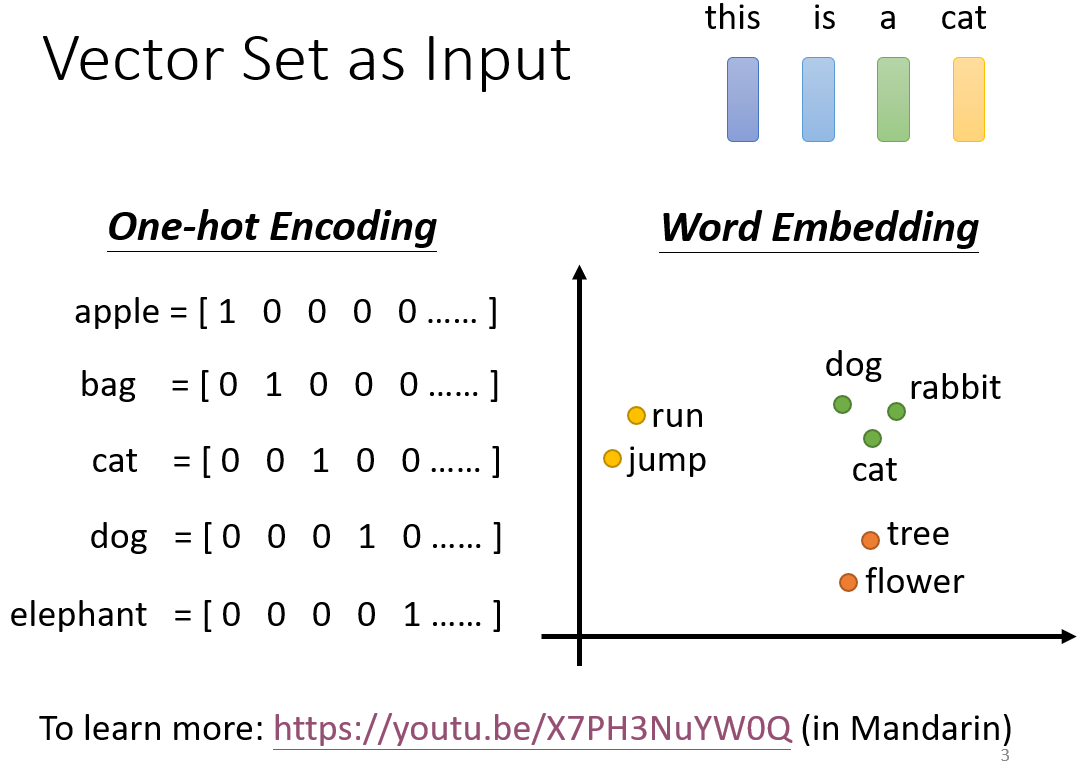 this is a cat
Vector Set as Input
One-hot Encoding
apple = [ 1 0 0 0 0 …… ]
bag = [ 0 1 0 0 0 …… ]
cat = [ 0 0 1 0 0 …… ]
dog = [ 0 0 0 1 0 …… ]
elephant = [ 0 0 0 0 1 …… ]
Word Embedding
dog
rabbit
run
jump
cat
tree
flower
To learn more: https://youtu.be/X7PH3NuYW0Q (in Mandarin)
3